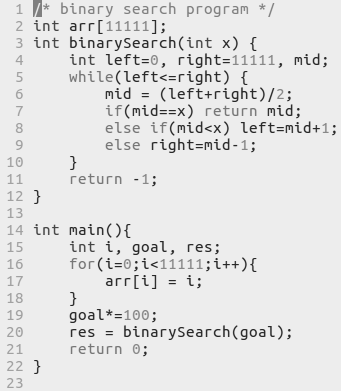 1 /* binary search program */
2 int arr[11111];
3 int binarySearch(int x) {
4     int left=0, right=11111, mid;
5     while(left<=right) {
6         mid = (left+right)/2;
7         if(mid==x) return mid;
8         else if(mid<x) left=mid+1;
9         else right=mid-1;
10     }
11     return -1;
12 }
13
14 int main(){
15     int i, goal, res;
16     for(i=0;i<11111;i++){
17         arr[i] = i;
18     }
19     goal*=100;
20     res = binarySearch(goal);
21     return 0;
22 }
23